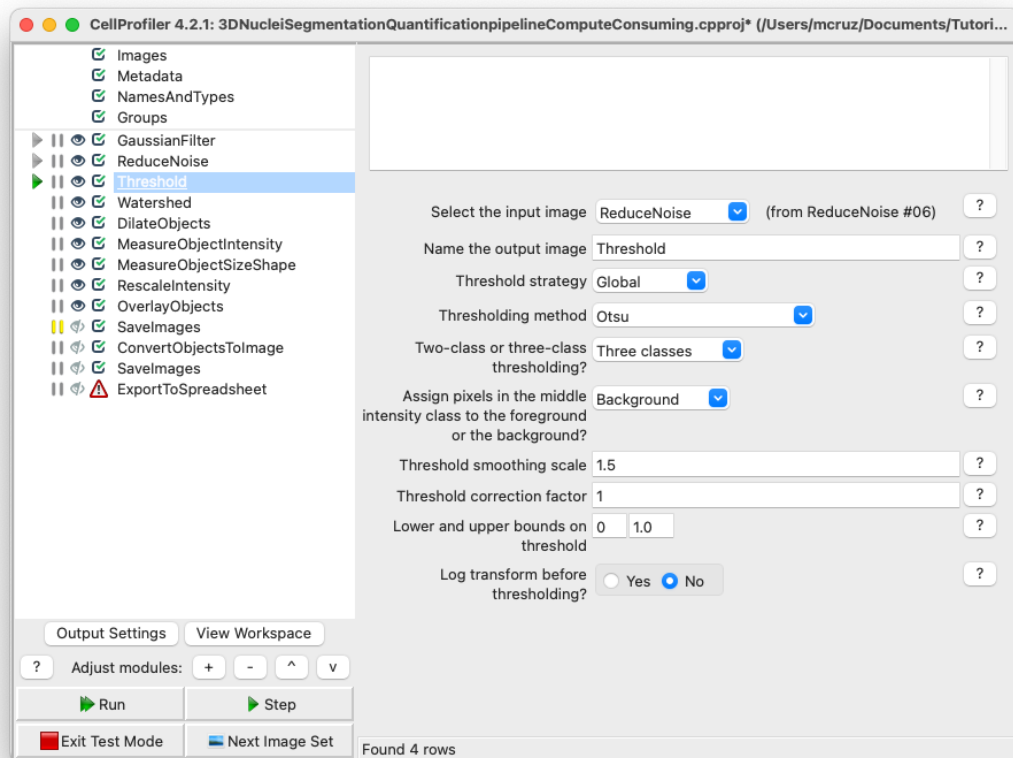 CellProfiler 4.2.1: 3DNucleiSegmentationQuantificationpipelineComputeConsuming.cpproj* (/Users/mcruz/Documents/Tutori...
Images
Metadata
NamesAndTypes
Groups
GaussianFilter
ReduceNoise
Threshold
Watershed
DilateObjects
MeasureObjectIntensity
MeasureObjectSizeShape
RescaleIntensity
OverlayObjects
SaveImages
ConvertObjectsToImage
SaveImages
ExportToSpreadsheet
Output Settings View Workspace
? Adjust modules: + - ^ v
Run Step
Exit Test Mode Next Image Set
Select the input image ReduceNoise (from ReduceNoise #06) ?
Name the output image Threshold ?
Threshold strategy Global ?
Thresholding method Otsu ?
Two-class or three-class
thresholding? Three classes ?
Assign pixels in the middle Background ?
intensity class to the foreground
or the background?
Threshold smoothing scale 1.5 ?
Threshold correction factor 1 ?
Lower and upper bounds on 0 1.0 ?
threshold
Log transform before Yes No ?
thresholding?
Found 4 rows